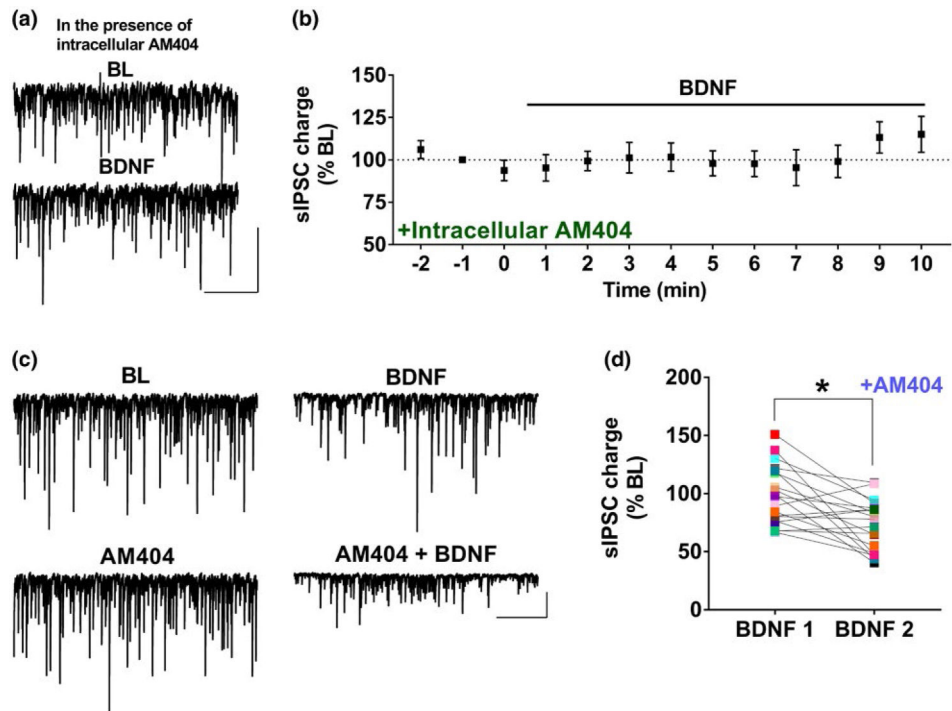 (a)
In the presence of
intracellular AM404
BL
BDNF
(b)
sIPSC charge
(% BL)
150
100
75
50
BDNF
+Intracellular AM404
-2 -1 0 1 2 3 4 5 6 7 8 9 10
Time (min)
(c)
BL
BDNF
AM404
AM404 + BDNF
(d)
+AM404
*
sIPSC charge
(% BL)
200
150
100
50
0
BDNF 1 BDNF 2